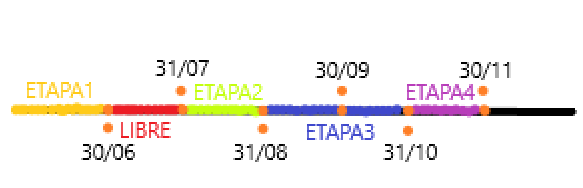 31/07
30/09
30/11
ETAPA1
ETAPA2
ETAPA4
LIBRE
ETAPA3
30/06
31/08
31/10